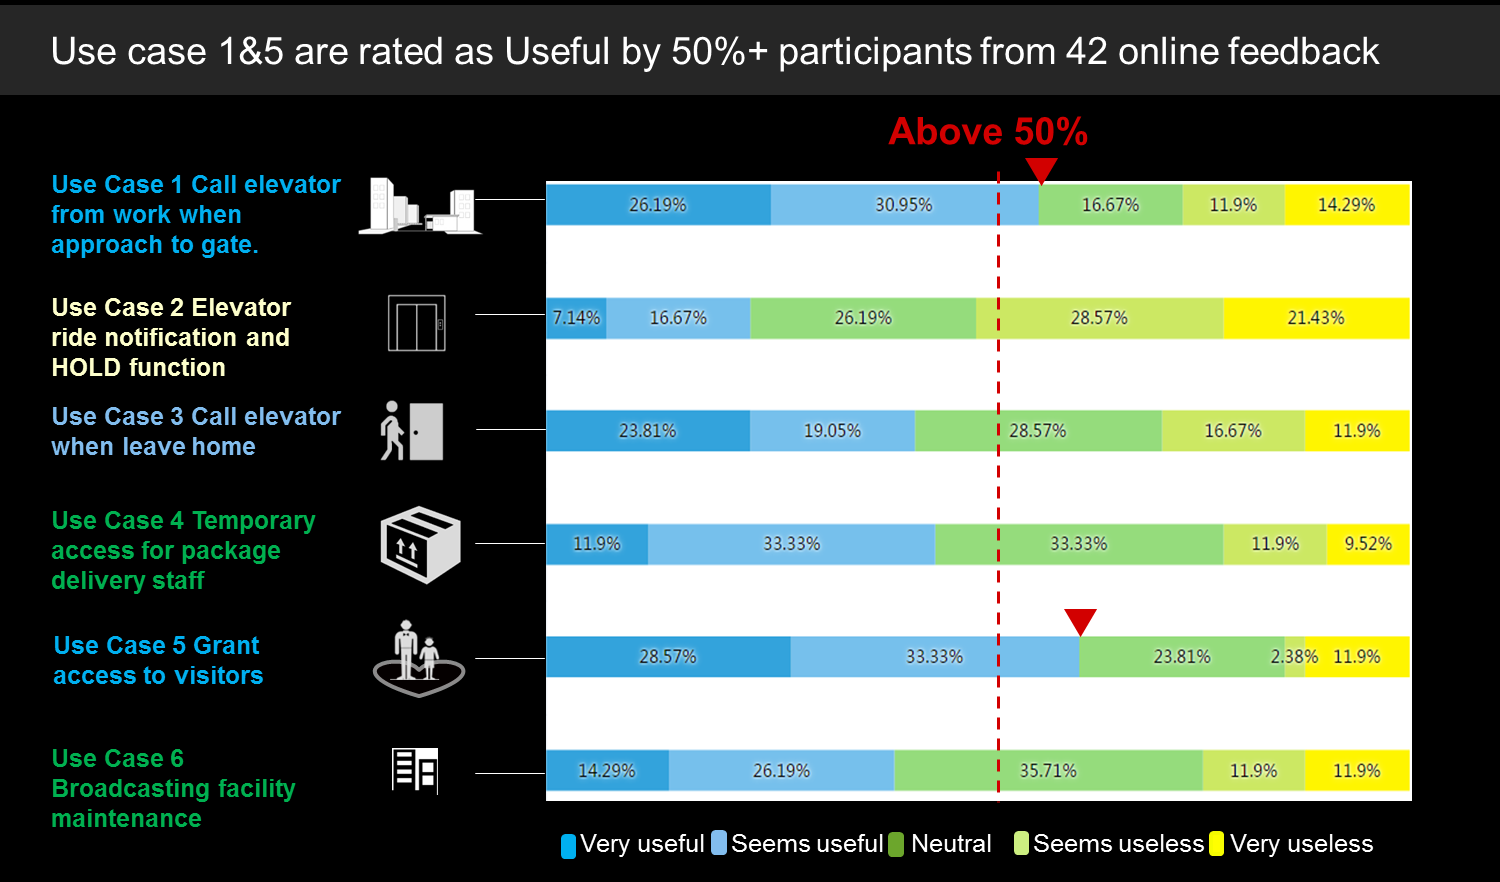 Use case 1&5 are rated as Useful by 50%+ participants from 42 online feedback
Above 50%
Use Case 1 Call elevator
from work when
approach to gate.
26.19%
30.95%
16.67%
11.9%
14.29%
Use Case 2 Elevator
ride notification and
HOLD function
7.14%
16.67%
26.19%
28.57%
21.43%
Use Case 3 Call elevator
when leave home
23.81%
19.05%
28.57%
16.67%
11.9%
Use Case 4 Temporary
access for package
delivery staff
11.9%
33.33%
33.33%
11.9%
9.52%
Use Case 5 Grant
access to visitors
28.57%
33.33%
23.81%
2.38%
11.9%
Use Case 6
Broadcasting facility
maintenance
14.29%
26.19%
35.71%
11.9%
11.9%
Very useful
Seems useful
Neutral
Seems useless
Very useless